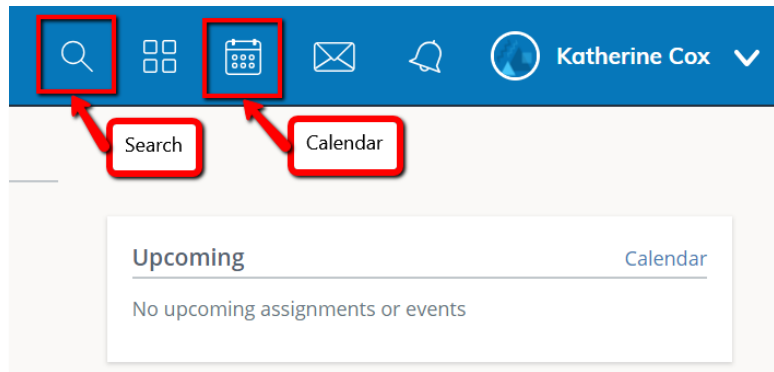 Katherine Cox
Search
Calendar
Upcoming
Calendar
No upcoming assignments or events